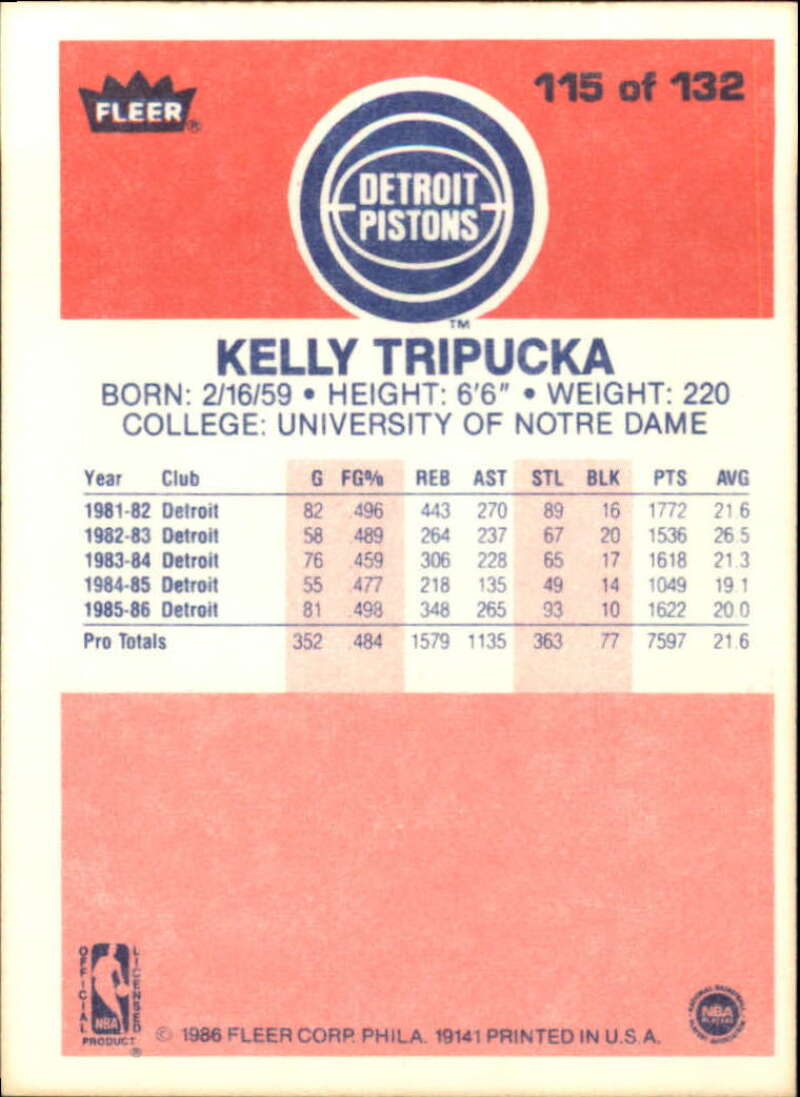 115 of 132
FLEER®
DETROIT
PISTONS
TM
KELLY TRIPUCKA
BORN: 2/16/59 • HEIGHT: 6'6" • WEIGHT: 220
COLLEGE: UNIVERSITY OF NOTRE DAME
Year Club G FG% REB AST STL BLK PTS AVG
1981-82 Detroit 82 .496 443 270 89 16 1772 21.6
1982-83 Detroit 58 .489 264 237 67 20 1536 26.5
1983-84 Detroit 76 .459 306 228 65 17 1618 21.3
1984-85 Detroit 55 .477 218 135 49 14 1049 19.1
1985-86 Detroit 81 .498 348 265 93 10 1622 20.0
Pro Totals 352 .484 1579 1135 363 77 7597 21.6
OFFICIAL
LICENSED
NBA
PRODUCT®
© 1986 FLEER CORP. PHILA. 19141 PRINTED IN U.S.A.
NATIONAL BASKETBALL
NBA
PLAYERS
ASSOCIATION